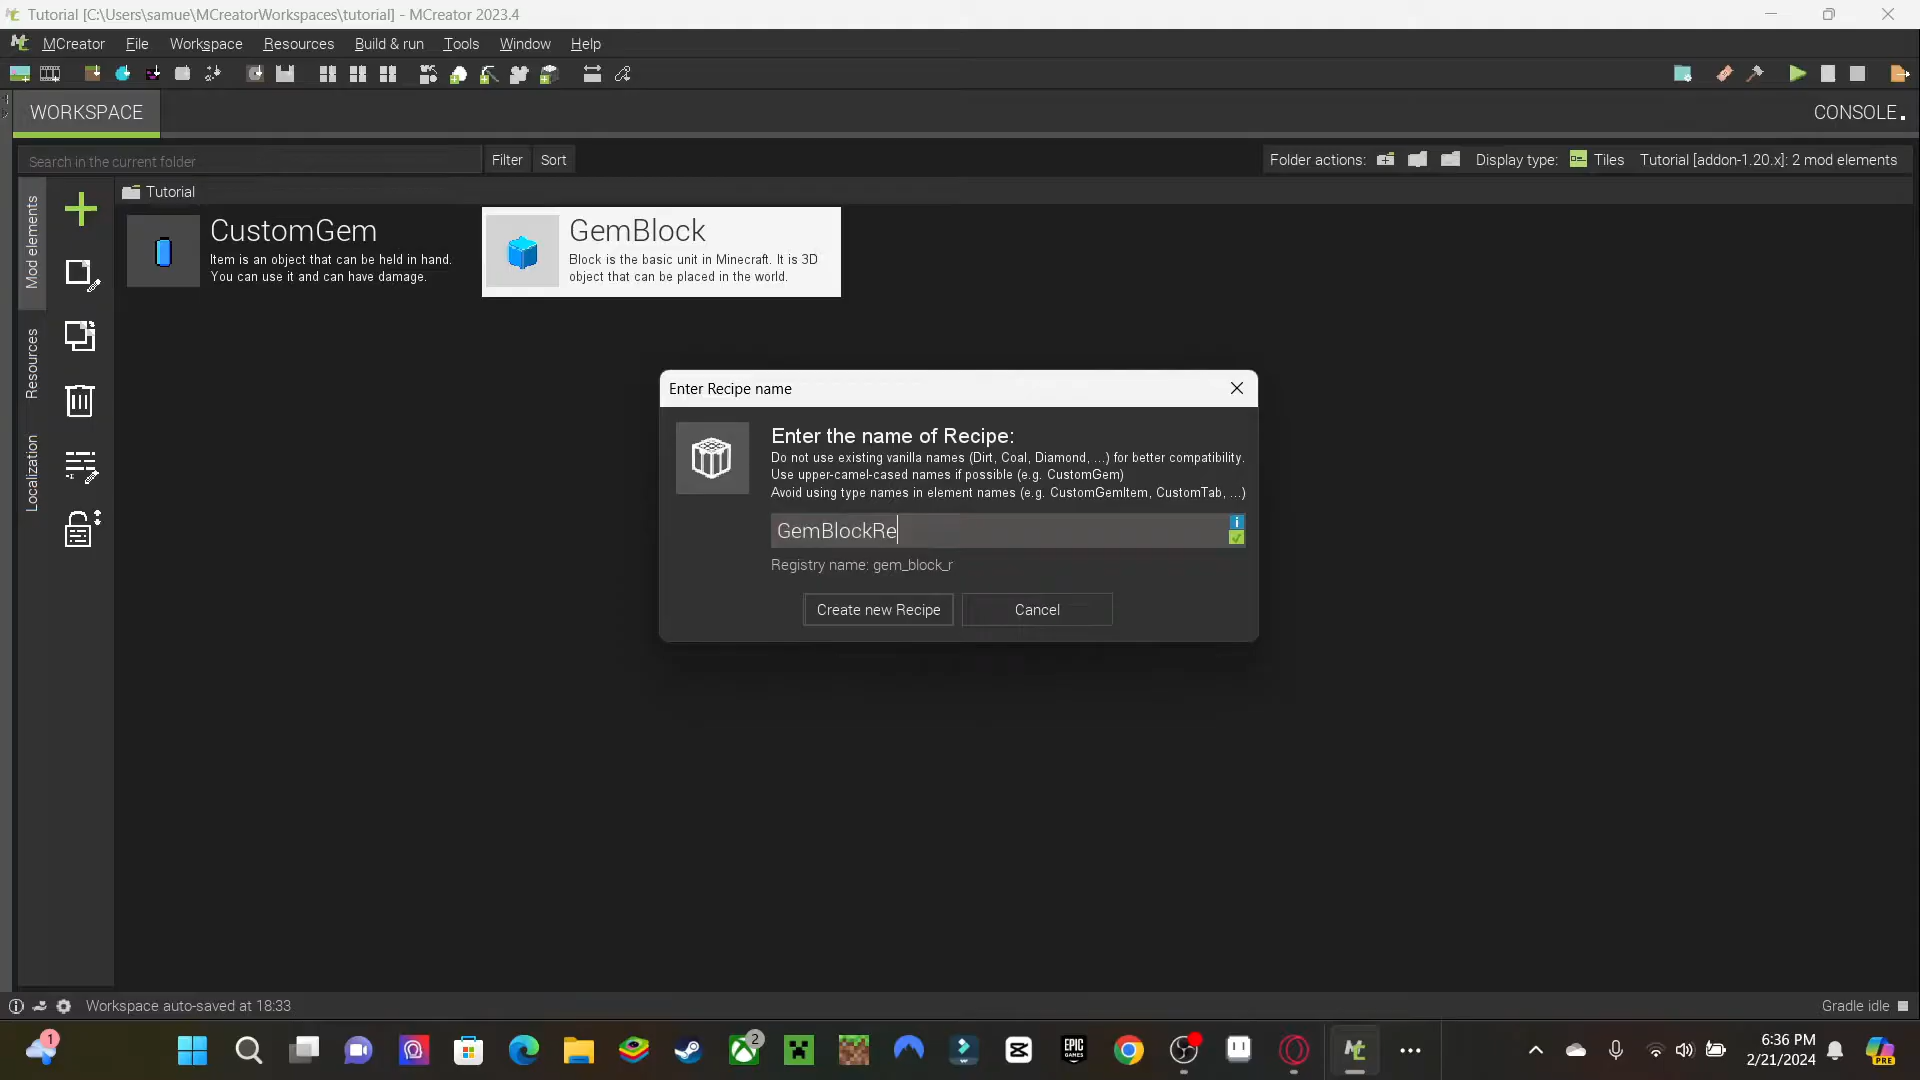 Tutorial [C:\Users\samue\MCreatorWorkspaces\tutorial] - MCreator 2023.4
MCreator File Workspace Resources Build & run Tools Window Help
WORKSPACE
CONSOLE
Search in the current folder
Filter
Sort
Folder actions:
Display type:
Tiles
Tutorial [addon-1.20.x]: 2 mod elements
Tutorial
Mod elements
Resources
Localization
CustomGem
Item is an object that can be held in hand.
You can use it and can have damage.
GemBlock
Block is the basic unit in Minecraft. It is 3D
object that can be placed in the world.
Enter Recipe name
Enter the name of Recipe:
Do not use existing vanilla names (Dirt, Coal, Diamond, ...) for better compatibility.
Use upper-camel-cased names if possible (e.g. CustomGem)
Avoid using type names in element names (e.g. CustomGemItem, CustomTab, ...)
GemBlockRe
Registry name: gem_block_r
Create new Recipe
Cancel
Workspace auto-saved at 18:33
Gradle idle
1
2
EPIC
GAMES
6:36 PM
2/21/2024
PRE